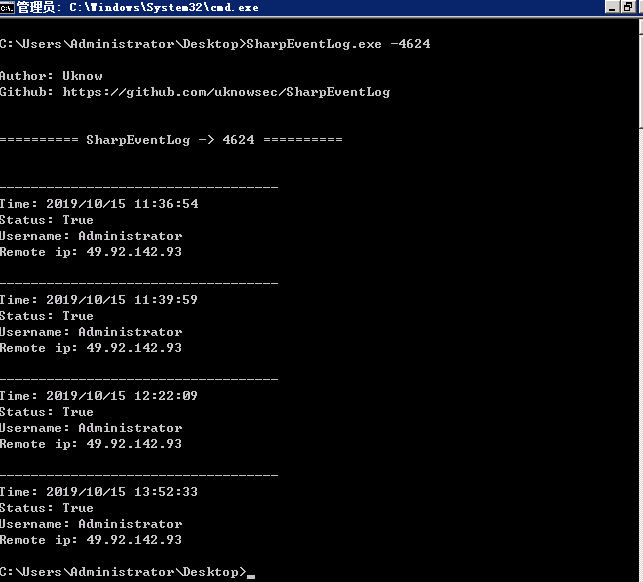 管理员: C:\Windows\System32\cmd.exe
C:\Users\Administrator\Desktop>SharpEventLog.exe -4624
Author: Uknow
Github: https://github.com/uknowsec/SharpEventLog
========== SharpEventLog -> 4624 ==========
-----------------------------------
Time: 2019/10/15 11:36:54
Status: True
Username: Administrator
Remote ip: 49.92.142.93
-----------------------------------
Time: 2019/10/15 11:39:59
Status: True
Username: Administrator
Remote ip: 49.92.142.93
-----------------------------------
Time: 2019/10/15 12:22:09
Status: True
Username: Administrator
Remote ip: 49.92.142.93
-----------------------------------
Time: 2019/10/15 13:52:33
Status: True
Username: Administrator
Remote ip: 49.92.142.93
C:\Users\Administrator\Desktop>_